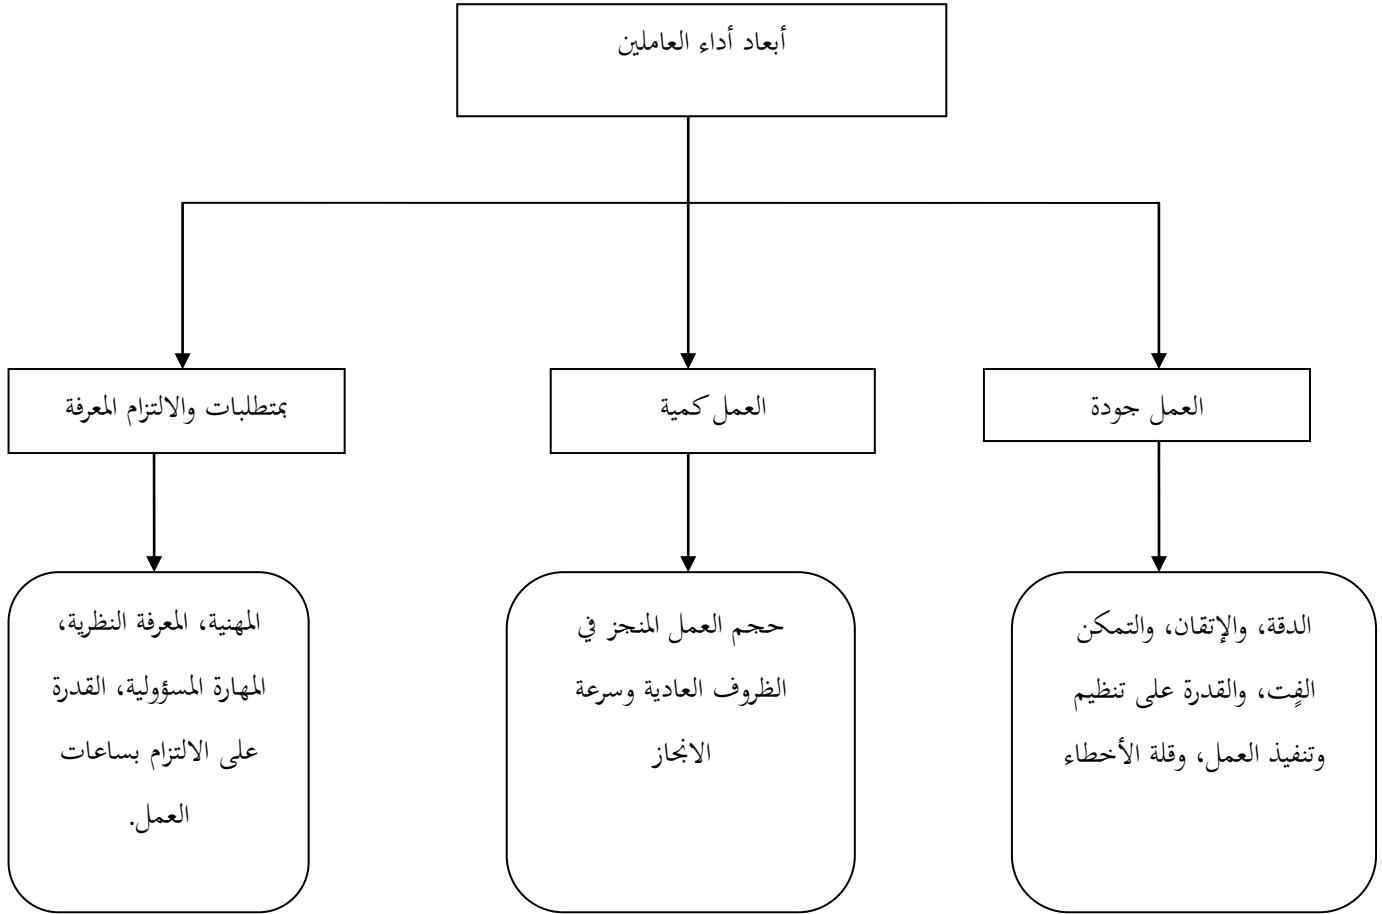 أبعاد أداء العاملين
العمل جودة
العمل كمية
بمتطلبات والالتزام المعرفة
الدقة، والإتقان، والتمكن
الفٍت، والقدرة على تنظيم
وتنفيذ العمل، وقلة الأخطاء
حجم العمل المنجز في
الظروف العادية وسرعة
الانجاز
المهنية، المعرفة النظرية،
المهارة المسؤولية، القدرة
على الالتزام بساعات
العمل.